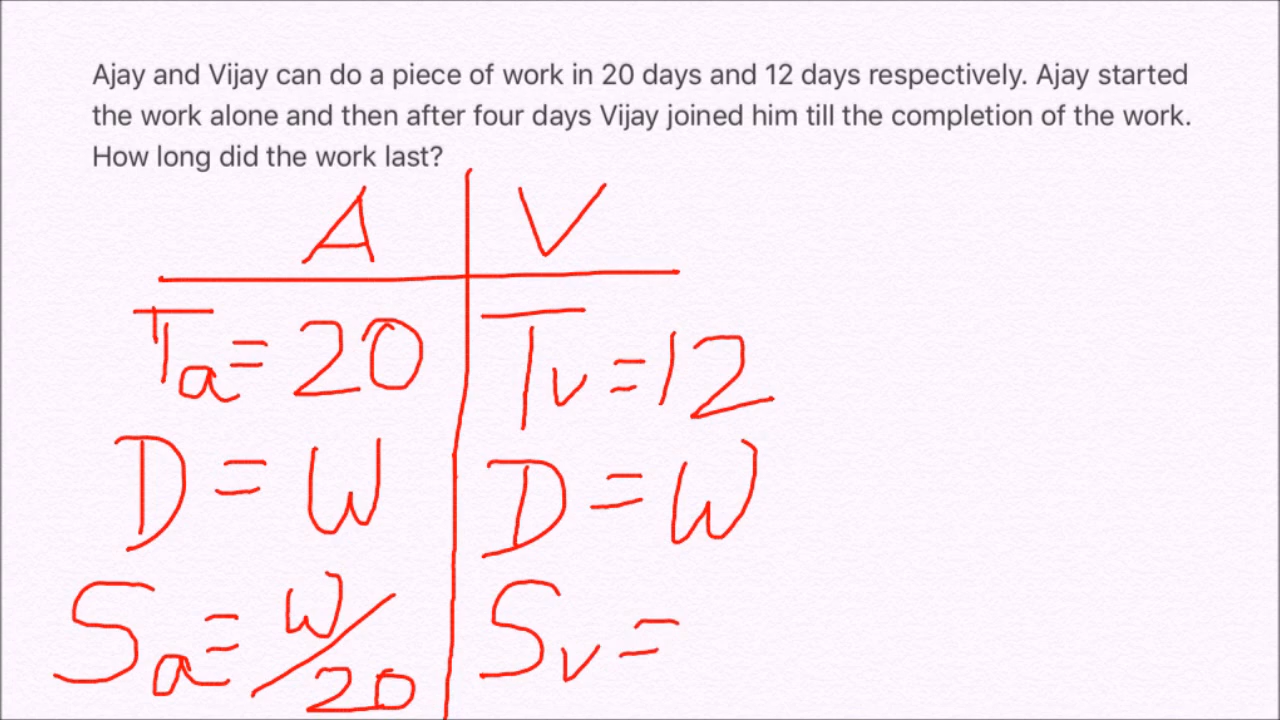 Ajay and Vijay can do a piece of work in 20 days and 12 days respectively. Ajay started
the work alone and then after four days Vijay joined him till the completion of the work.
How long did the work last?
A V
Ta = 20 Tv = 12
D = W D = W
Sa = W/20 Sv =